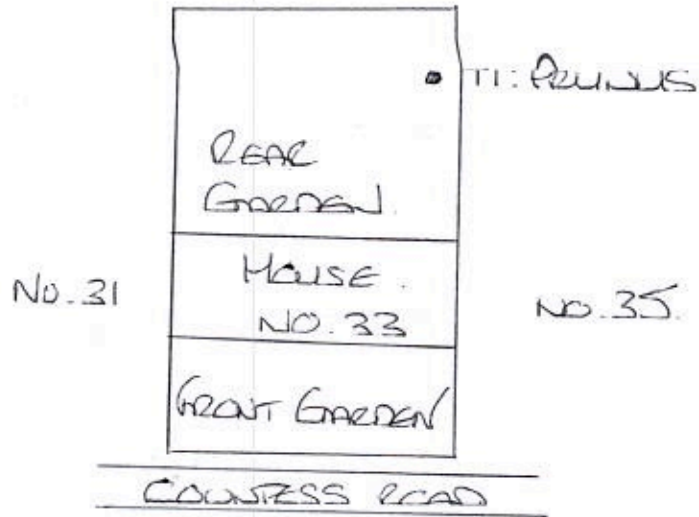 T1: PRUNUS
REAR
GARDEN.
HOUSE.
NO. 33
NO. 31
NO. 35.
FRONT GARDEN
COUNTESS ROAD